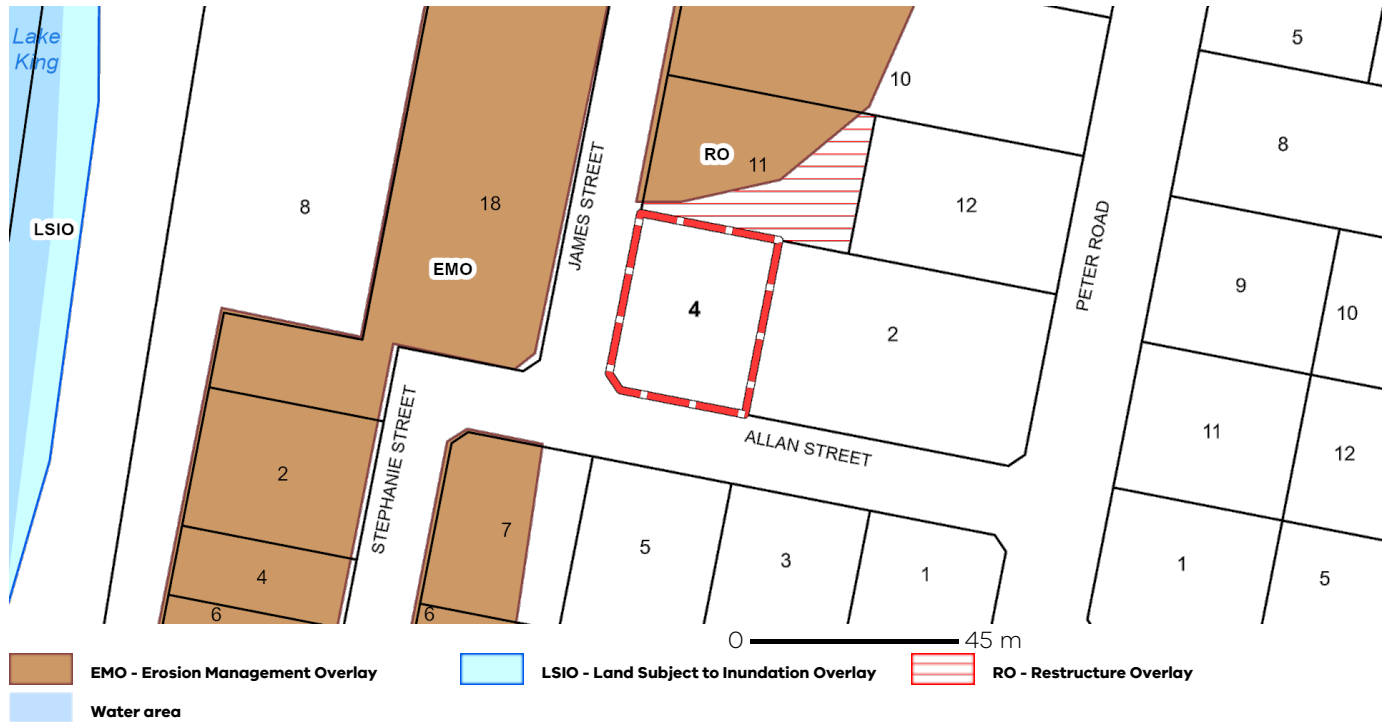 5
Lake
King
10
8
11
RO
18
8
12
LSIO
JAMES STREET
EMO
PETER ROAD
9
4
10
2
STEPHANIE STREET
ALLAN STREET
11
12
2
7
5
3
1
1
5
4
6
6
0 45 m
EMO - Erosion Management Overlay
LSIO - Land Subject to Inundation Overlay
RO - Restructure Overlay
Water area